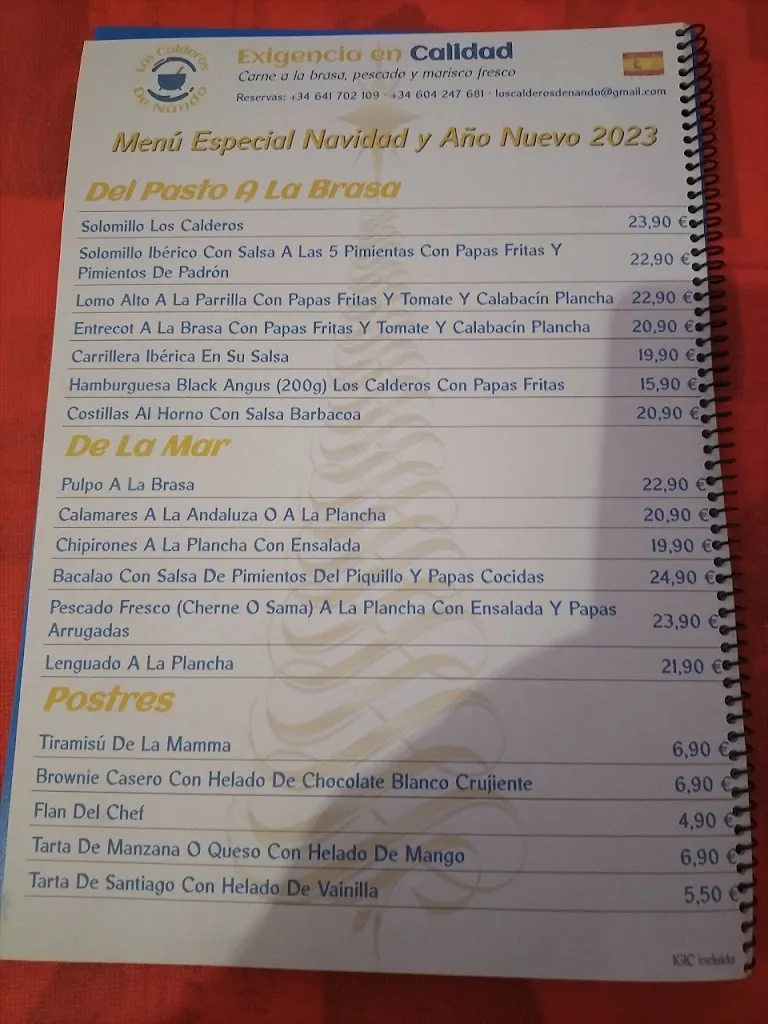 Los Calderos
De Nando
Exigencia en Calidad
Carne a la brasa, pescado y marisco fresco
Reservas: +34 641 702 109 · +34 604 247 681 · loscalderosdenando@gmail.com
Menú Especial Navidad y Año Nuevo 2023
Del Pasto A La Brasa
Solomillo Los Calderos 23,90 €
Solomillo Ibérico Con Salsa A Las 5 Pimientas Con Papas Fritas Y
Pimientos De Padrón 22,90 €
Lomo Alto A La Parrilla Con Papas Fritas Y Tomate Y Calabacín Plancha 22,90 €
Entrecot A La Brasa Con Papas Fritas Y Tomate Y Calabacín Plancha 20,90 €
Carrillera Ibérica En Su Salsa 19,90 €
Hamburguesa Black Angus (200g) Los Calderos Con Papas Fritas 15,90 €
Costillas Al Horno Con Salsa Barbacoa 20,90 €
De La Mar
Pulpo A La Brasa 22,90 €
Calamares A La Andaluza O A La Plancha 20,90 €
Chipirones A La Plancha Con Ensalada 19,90 €
Bacalao Con Salsa De Pimientos Del Piquillo Y Papas Cocidas 24,90 €
Pescado Fresco (Cherne O Sama) A La Plancha Con Ensalada Y Papas
Arrugadas 23,90 €
Lenguado A La Plancha 21,90 €
Postres
Tiramisú De La Mamma 6,90 €
Brownie Casero Con Helado De Chocolate Blanco Crujiente 6,90 €
Flan Del Chef 4,90 €
Tarta De Manzana O Queso Con Helado De Mango 6,90 €
Tarta De Santiago Con Helado De Vainilla 5,50 €
IGIC incluido